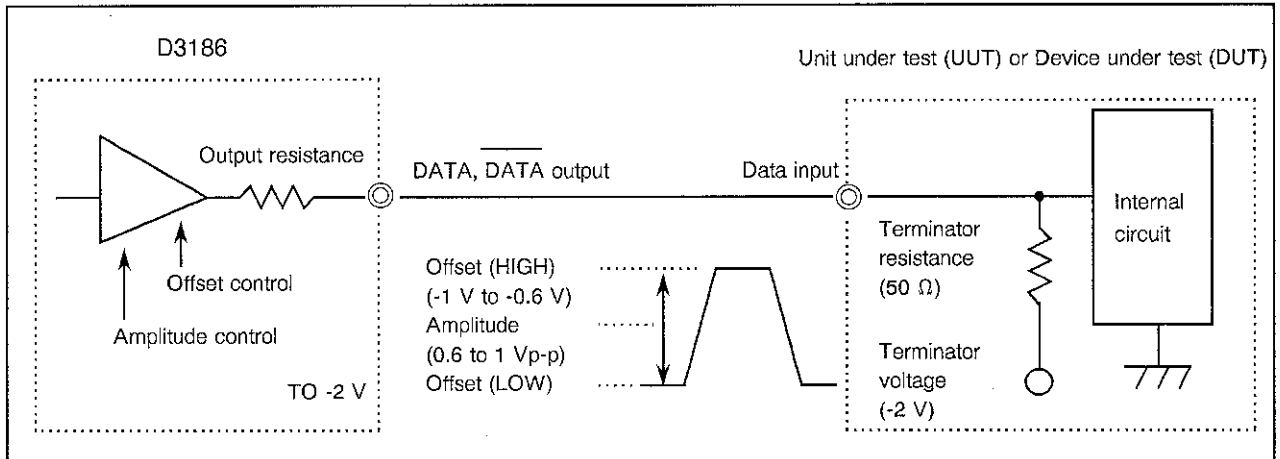 D3186
Unit under test (UUT) or Device under test (DUT)
Output resistance
DATA, D̅A̅T̅A̅ output
Data input
Offset control
Amplitude control
TO -2 V
Offset (HIGH)
(-1 V to -0.6 V)
Amplitude
(0.6 to 1 Vp-p)
Offset (LOW)
Terminator
resistance
(50 Ω)
Terminator
voltage
(-2 V)
Internal
circuit